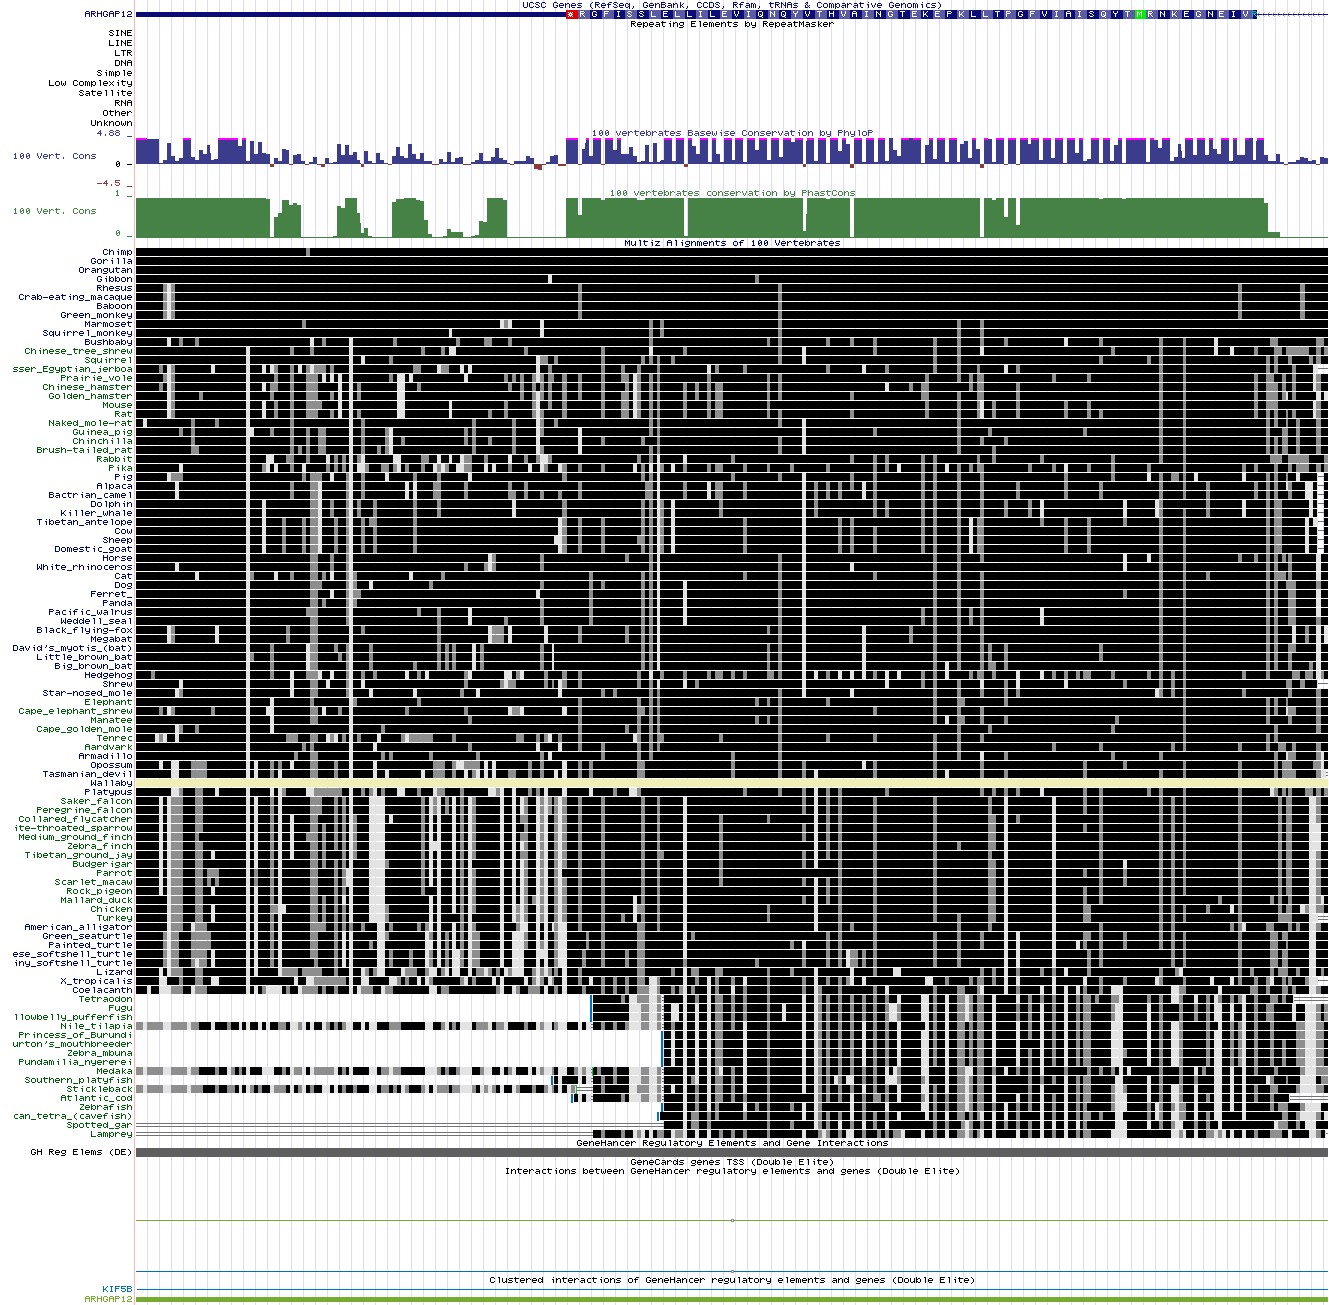 UCSC Genes (RefSeq, GenBank, CCDS, Rfam, tRNAs & Comparative Genomics)
ARHGAP12 * R G F I S S L E L L I L E V I Q N Q Y V T H V A I N G T E K E P K L L T P G F V I A I S Q Y T M R N K E G N E I V R
Repeating Elements by RepeatMasker
SINE
LINE
LTR
DNA
Simple
Low Complexity
Satellite
RNA
Other
Unknown
4.88 _
100 vertebrates Basewise Conservation by PhyloP
100 Vert. Cons
0 _
-4.5 _
100 vertebrates conservation by PhastCons
1 _
100 Vert. Cons
0 _
Multiz Alignments of 100 Vertebrates
Chimp
Gorilla
Orangutan
Gibbon
Rhesus
Crab-eating_macaque
Baboon
Green_monkey
Marmoset
Squirrel_monkey
Bushbaby
Chinese_tree_shrew
Squirrel
sser_Egyptian_jerboa
Prairie_vole
Chinese_hamster
Golden_hamster
Mouse
Rat
Naked_mole-rat
Guinea_pig
Chinchilla
Brush-tailed_rat
Rabbit
Pika
Pig
Alpaca
Bactrian_camel
Dolphin
Killer_whale
Tibetan_antelope
Cow
Sheep
Domestic_goat
Horse
White_rhinoceros
Cat
Dog
Ferret_
Panda
Pacific_walrus
Weddell_seal
Black_flying-fox
Megabat
David's_myotis_(bat)
Little_brown_bat
Big_brown_bat
Hedgehog
Shrew
Star-nosed_mole
Elephant
Cape_elephant_shrew
Manatee
Cape_golden_mole
Tenrec
Aardvark
Armadillo
Opossum
Tasmanian_devil
Wallaby
Platypus
Saker_falcon
Peregrine_falcon
Collared_flycatcher
ite-throated_sparrow
Medium_ground_finch
Zebra_finch
Tibetan_ground_jay
Budgerigar
Parrot
Scarlet_macaw
Rock_pigeon
Mallard_duck
Chicken
Turkey
American_alligator
Green_seaturtle
Painted_turtle
ese_softshell_turtle
iny_softshell_turtle
Lizard
X_tropicalis
Coelacanth
Tetraodon
Fugu
llowbelly_pufferfish
Nile_tilapia
Princess_of_Burundi
urton's_mouthbreeder
Zebra_mbuna
Pundamilia_nyererei
Medaka
Southern_platyfish
Stickleback
Atlantic_cod
Zebrafish
can_tetra_(cavefish)
Spotted_gar
Lamprey
GeneHancer Regulatory Elements and Gene Interactions
GH Reg Elems (DE)
GeneCards genes TSS (Double Elite)
Interactions between GeneHancer regulatory elements and genes (Double Elite)
Clustered interactions of GeneHancer regulatory elements and genes (Double Elite)
KIF5B
ARHGAP12